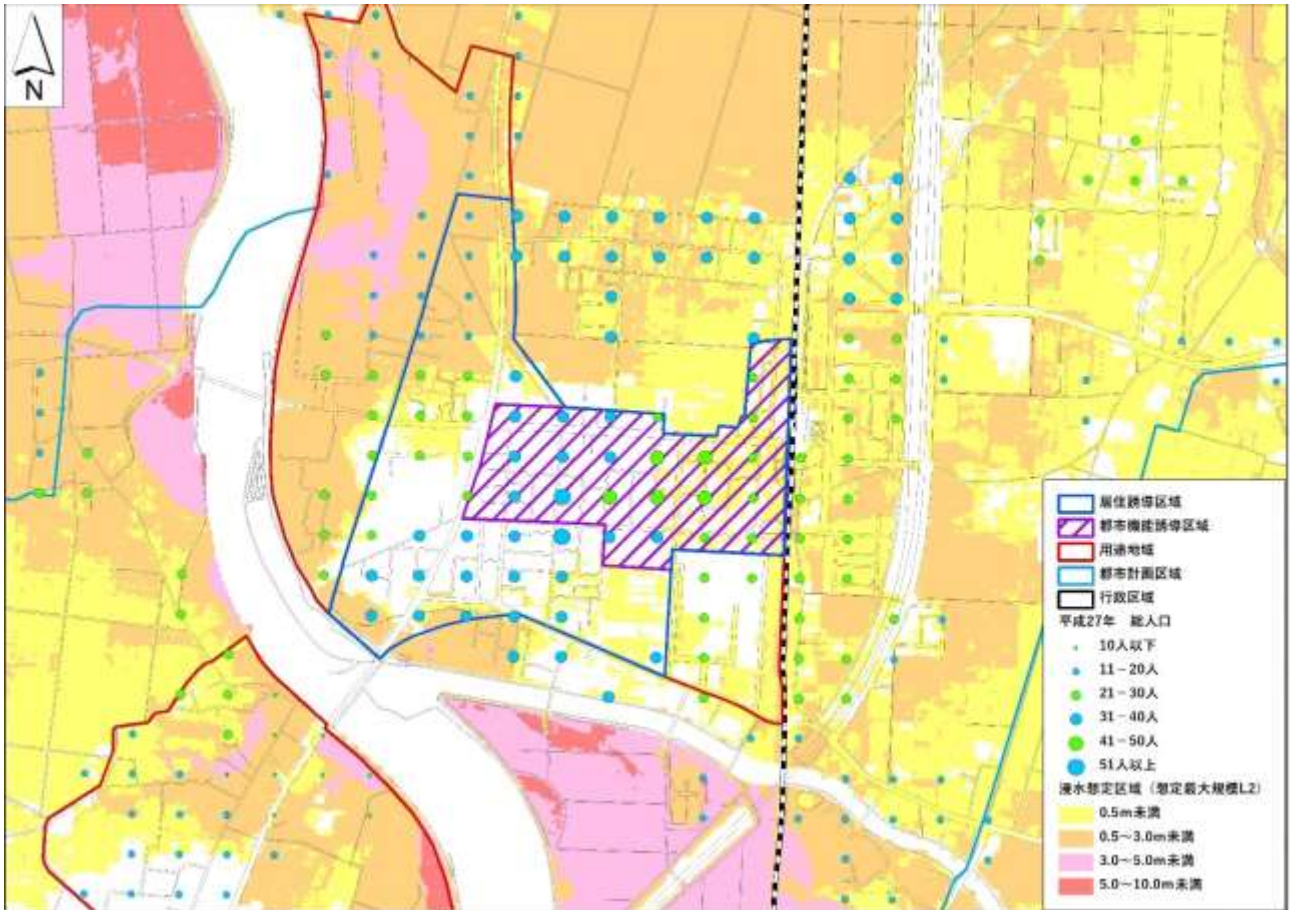 N
居住誘導区域
都市機能誘導区域
用途地域
都市計画区域
行政区域
平成27年 総人口
10人以下
11－20人
21－30人
31－40人
41－50人
51人以上
浸水想定区域（想定最大規模L2）
0.5m未満
0.5～3.0m未満
3.0～5.0m未満
5.0～10.0m未満